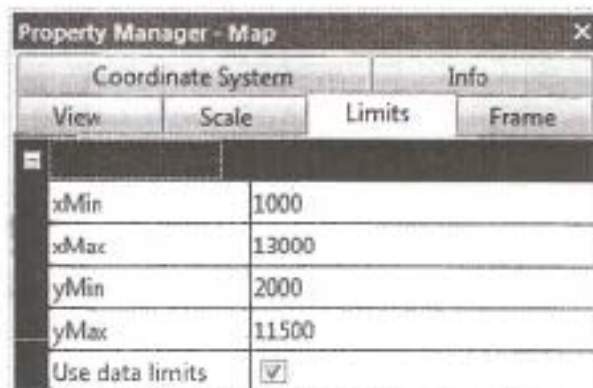 Property Manager - Map
Coordinate System Info
View Scale Limits Frame
xMin 1000
xMax 13000
yMin 2000
yMax 11500
Use data limits